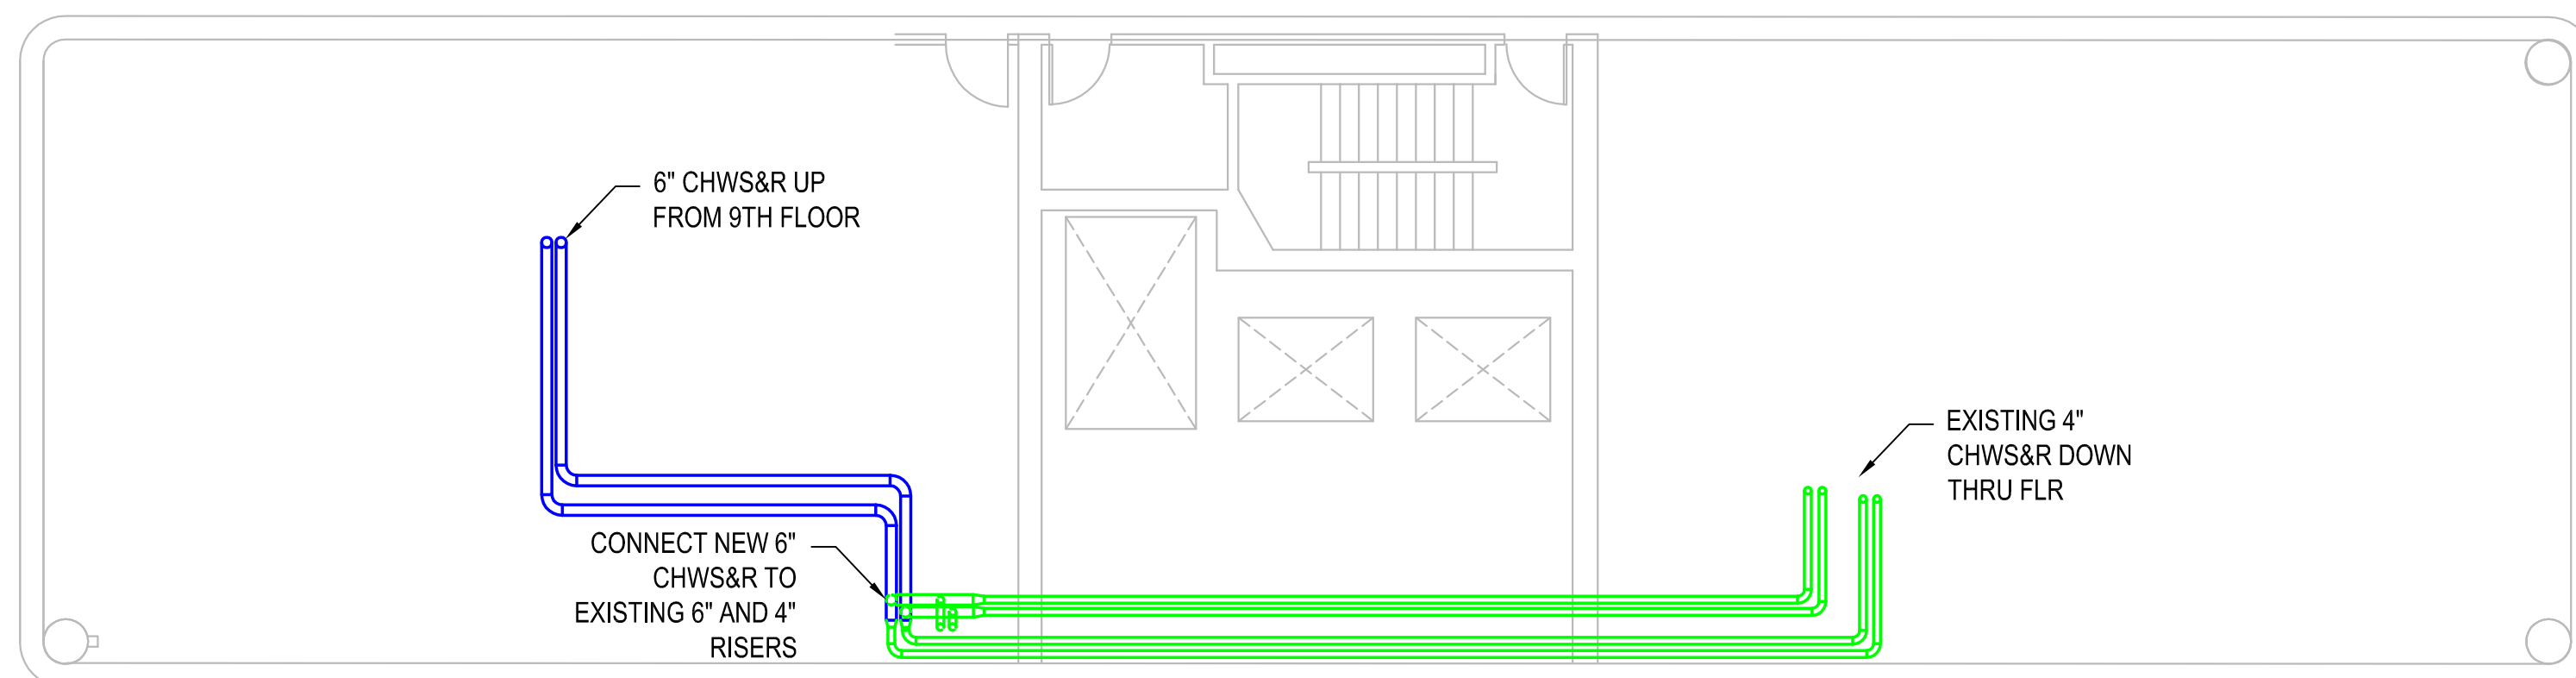 6" CHWS&R UP
FROM 9TH FLOOR
EXISTING 4"
CHWS&R DOWN
THRU FLR
CONNECT NEW 6"
CHWS&R TO
EXISTING 6" AND 4"
RISERS